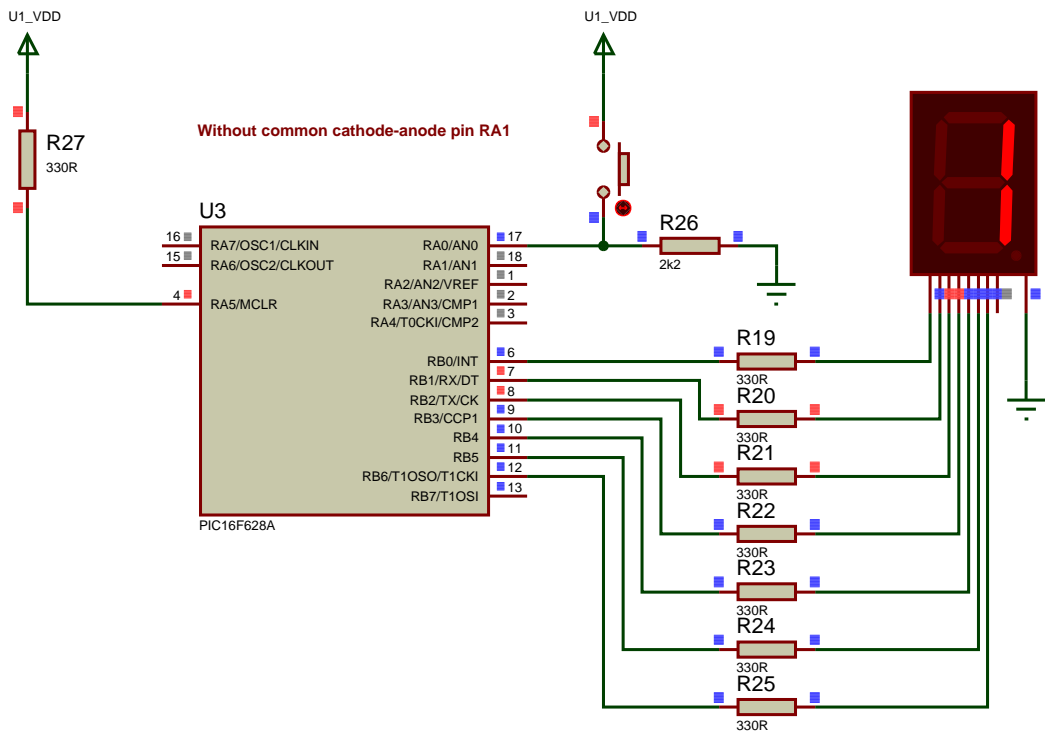 U1_VDD
U1_VDD
R27
330R
Without common cathode-anode pin RA1
U3
R26
2k2
16
RA7/OSC1/CLKIN
15
RA6/OSC2/CLKOUT
4
RA5/MCLR
RA0/AN0
17
RA1/AN1
18
RA2/AN2/VREF
1
RA3/AN3/CMP1
2
RA4/T0CKI/CMP2
3
RB0/INT
6
RB1/RX/DT
7
RB2/TX/CK
8
RB3/CCP1
9
RB4
10
RB5
11
RB6/T1OSO/T1CKI
12
RB7/T1OSI
13
PIC16F628A
R19
330R
R20
330R
R21
330R
R22
330R
R23
330R
R24
330R
R25
330R
1